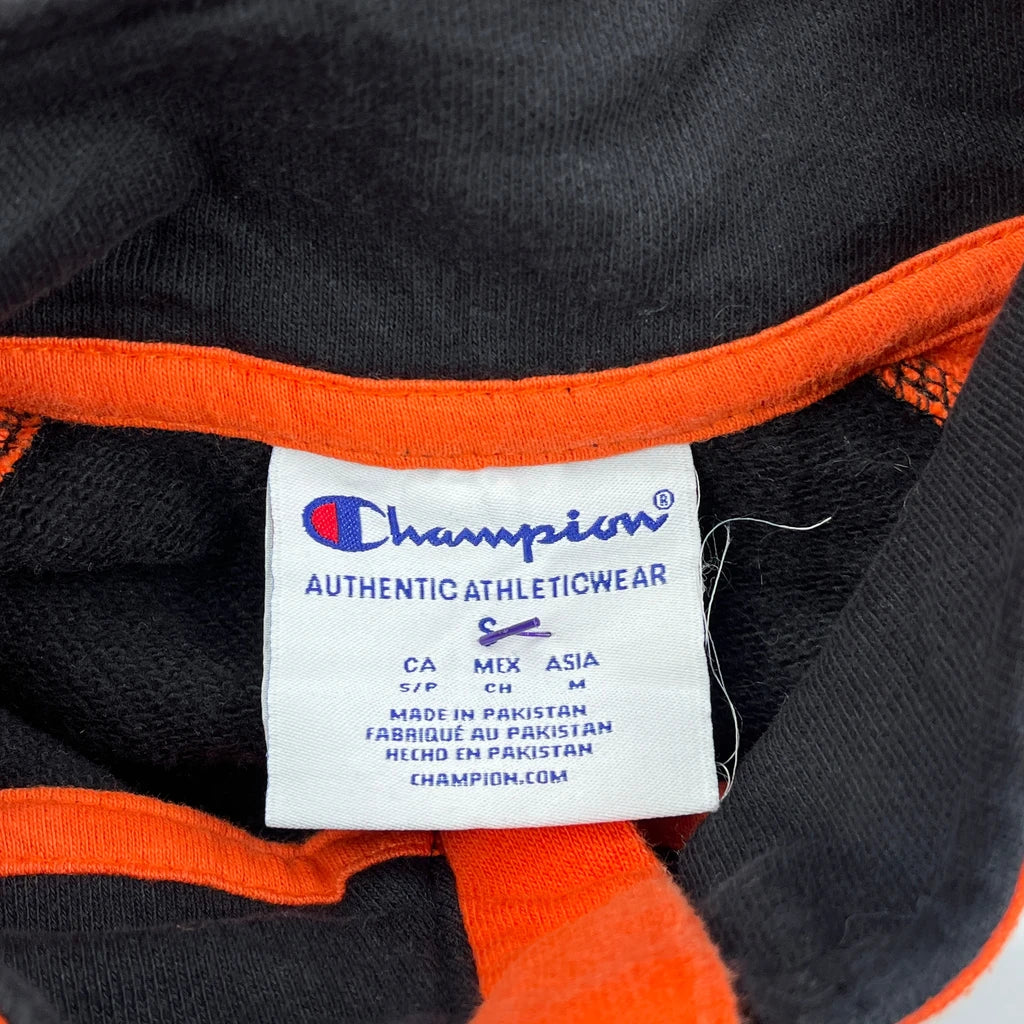 Champion®
AUTHENTIC ATHLETICWEAR
S
CA MEX ASIA
S/P CH M
MADE IN PAKISTAN
FABRIQUÉ AU PAKISTAN
HECHO EN PAKISTAN
CHAMPION.COM